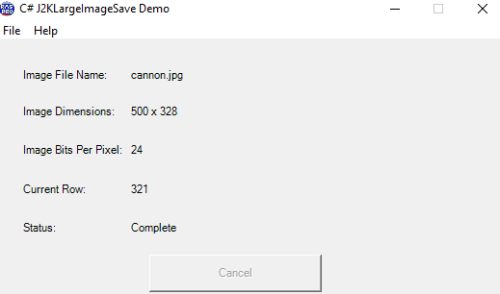 C# J2KLargeImageSave Demo
File Help
Image File Name: cannon.jpg
Image Dimensions: 500 x 328
Image Bits Per Pixel: 24
Current Row: 321
Status: Complete
Cancel